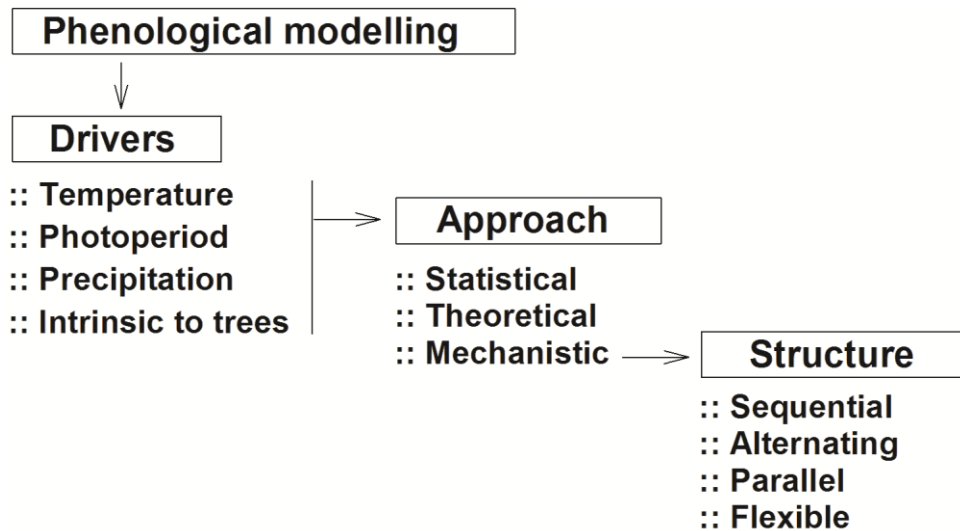 Phenological modelling
Drivers
:: Temperature
:: Photoperiod
:: Precipitation
:: Intrinsic to trees
Approach
:: Statistical
:: Theoretical
:: Mechanistic
Structure
:: Sequential
:: Alternating
:: Parallel
:: Flexible